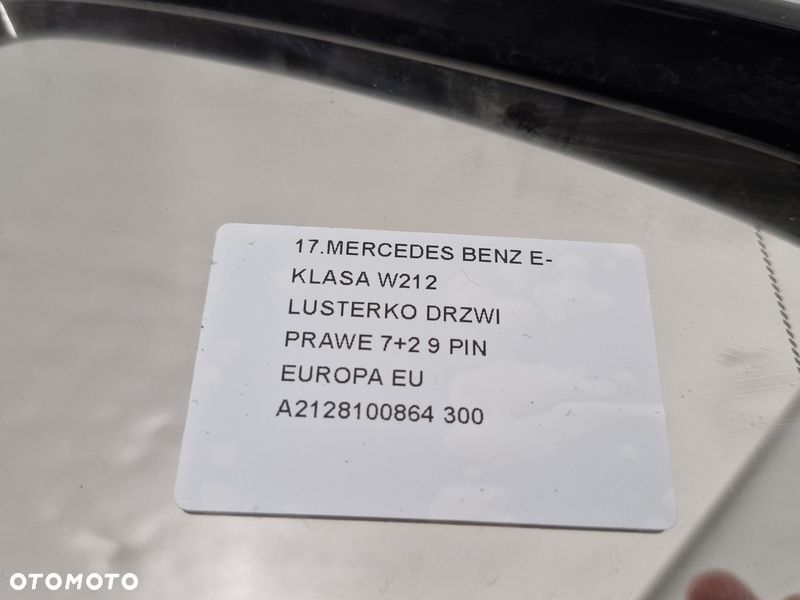 17.MERCEDES BENZ E-
KLASA W212
LUSTERKO DRZWI
PRAWE 7+2 9 PIN
EUROPA EU
A2128100864 300
OTOMOTO